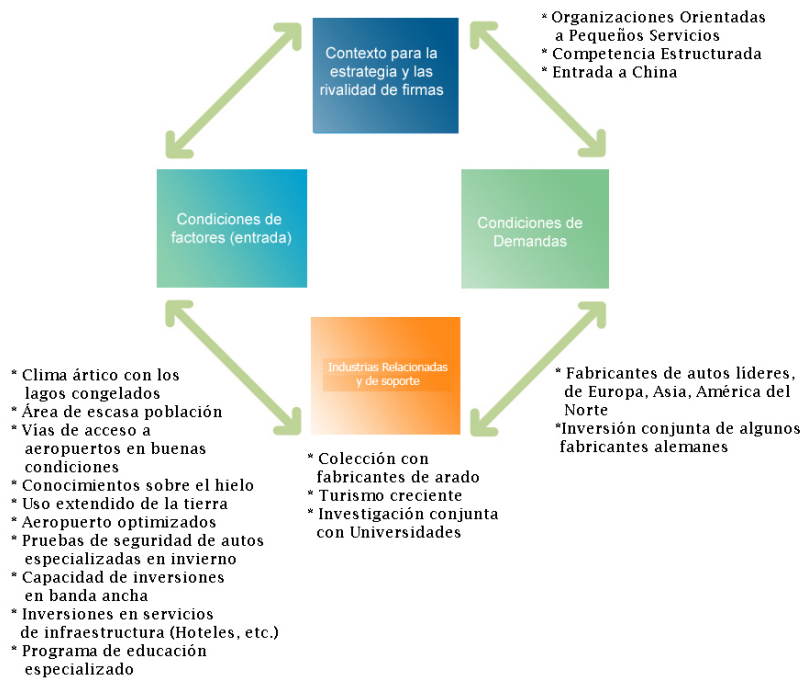 Contexto para la
estrategia y las
rivalidad de firmas
* Organizaciones Orientadas
a Pequeños Servicios
* Competencia Estructurada
* Entrada a China
Condiciones de
factores (entrada)
Condiciones de
Demandas
Industrias Relacionadas
y de soporte
* Clima ártico con los
lagos congelados
* Área de escasa población
* Vías de acceso a
aeropuertos en buenas
condiciones
* Conocimientos sobre el hielo
* Uso extendido de la tierra
* Aeropuerto optimizados
* Pruebas de seguridad de autos
especializadas en invierno
* Capacidad de inversiones
en banda ancha
* Inversiones en servicios
de infraestructura (Hoteles, etc.)
* Programa de educación
especializado
* Colección con
fabricantes de arado
* Turismo creciente
* Investigación conjunta
con Universidades
* Fabricantes de autos líderes,
de Europa, Asia, América del
Norte
*Inversión conjunta de algunos
fabricantes alemanes